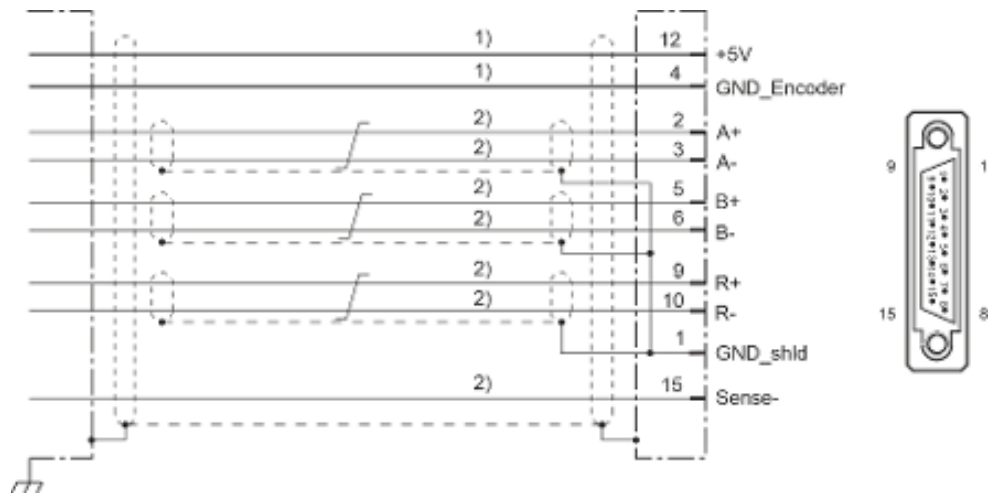 1) 12 +5V
1) 4 GND_Encoder
2) 2 A+
2) 3 A-
2) 5 B+
2) 6 B-
2) 9 R+
2) 10 R-
1 GND_shld
2) 15 Sense-
9 1
15 8